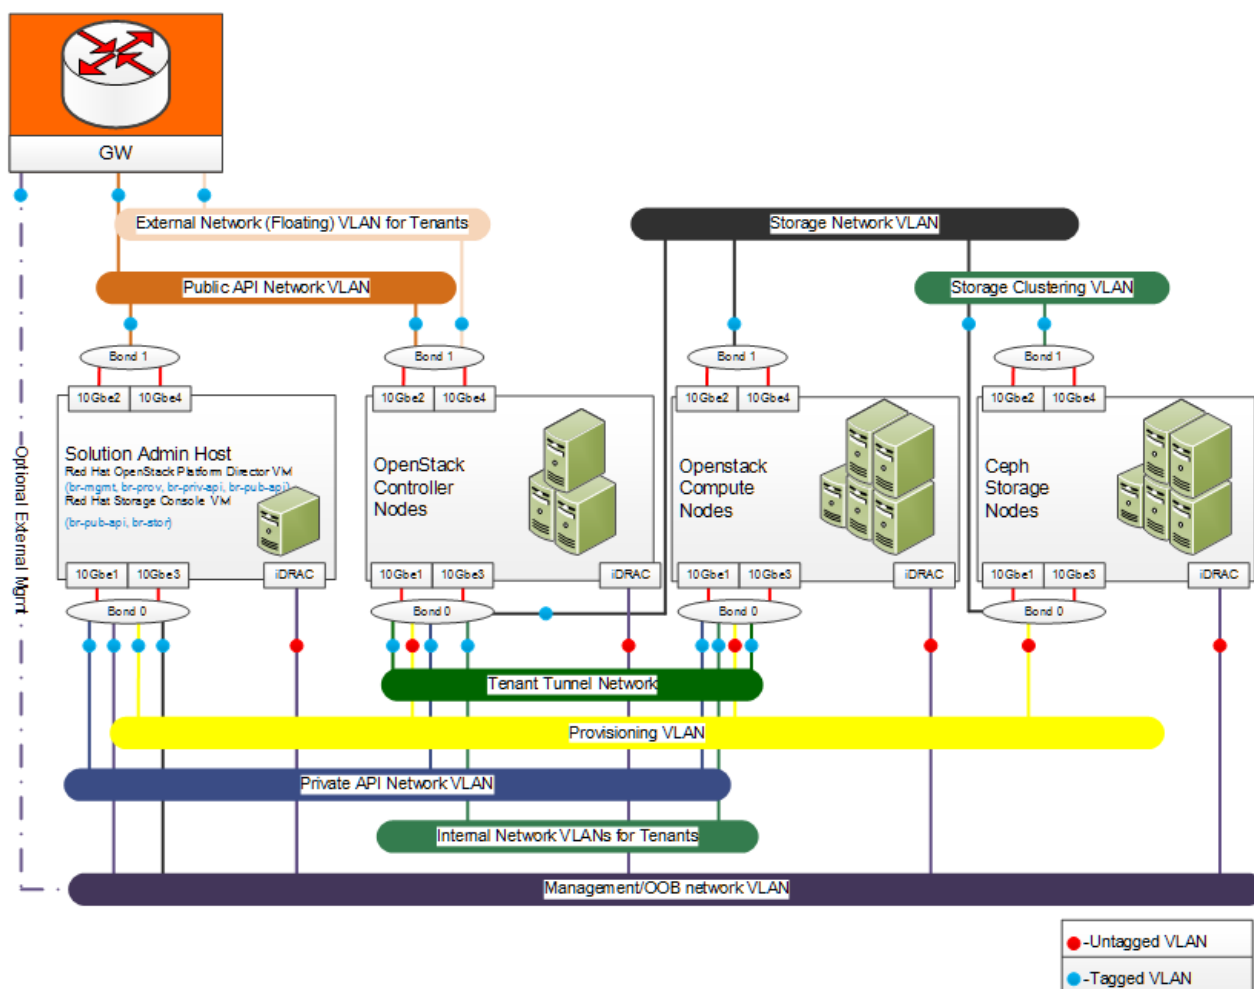 GW
External Network (Floating) VLAN for Tenants
Storage Network VLAN
Public API Network VLAN
Storage Clustering VLAN
Bond 1
Bond 1
Bond 1
Bond 1
10Gbe2
10Gbe4
10Gbe2
10Gbe4
10Gbe2
10Gbe4
10Gbe2
10Gbe4
Solution Admin Host
Red Hat OpenStack Platform Director VM
(br-mgmt, br-prov, br-priv-api, br-pub-api)
Red Hat Storage Console VM
(br-pub-api, br-stor)
OpenStack
Controller
Nodes
Openstack
Compute
Nodes
Ceph
Storage
Nodes
Optional External Mgmt
10Gbe1
10Gbe3
iDRAC
10Gbe1
10Gbe3
iDRAC
10Gbe1
10Gbe3
iDRAC
10Gbe1
10Gbe3
iDRAC
Bond 0
Bond 0
Bond 0
Bond 0
Tenant Tunnel Network
Provisioning VLAN
Private API Network VLAN
Internal Network VLANs for Tenants
Management/OOB network VLAN
-Untagged VLAN
-Tagged VLAN